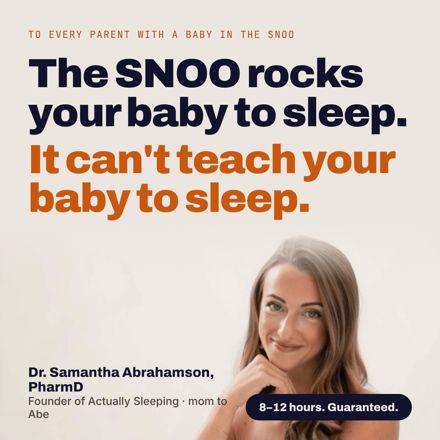 TO EVERY PARENT WITH A BABY IN THE SNOO
The SNOO rocks
your baby to sleep.
It can't teach your
baby to sleep.
Dr. Samantha Abrahamson,
PharmD
Founder of Actually Sleeping · mom to
Abe
8–12 hours. Guaranteed.